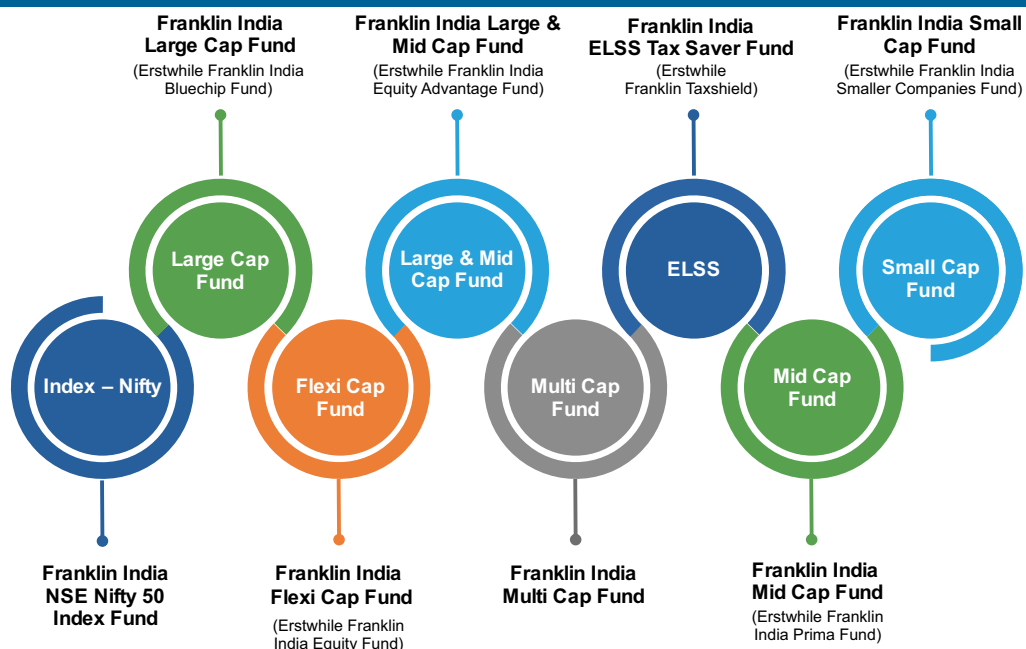 Franklin India
Large Cap Fund
(Erstwhile Franklin India
Bluechip Fund)
Franklin India Large &
Mid Cap Fund
(Erstwhile Franklin India
Equity Advantage Fund)
Franklin India
ELSS Tax Saver Fund
(Erstwhile
Franklin Taxshield)
Franklin India Small
Cap Fund
(Erstwhile Franklin India
Smaller Companies Fund)
Large Cap
Fund
Large & Mid
Cap Fund
ELSS
Small Cap
Fund
Index – Nifty
Flexi Cap
Fund
Multi Cap
Fund
Mid Cap
Fund
Franklin India
NSE Nifty 50
Index Fund
Franklin India
Flexi Cap Fund
(Erstwhile Franklin
India Equity Fund)
Franklin India
Multi Cap Fund
Franklin India
Mid Cap Fund
(Erstwhile Franklin
India Prima Fund)